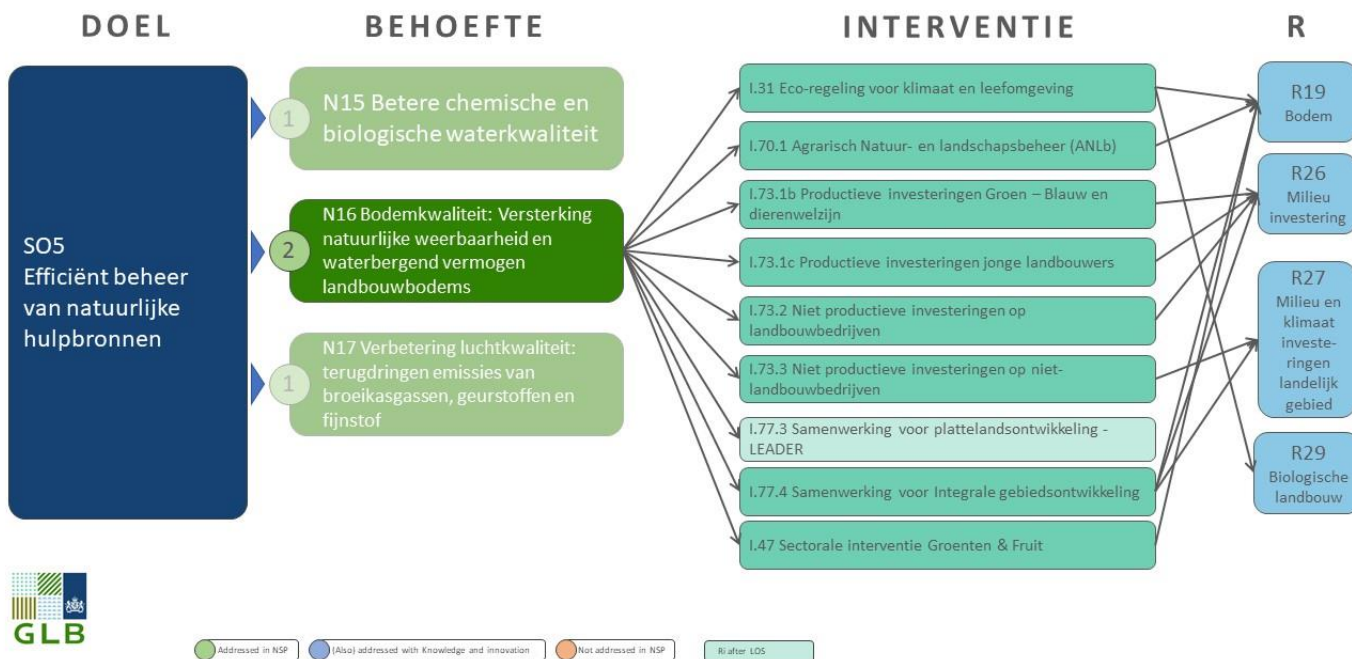 DOEL
BEHOEFTE
INTERVENTIE
R
SO5
Efficiënt beheer
van natuurlijke
hulpbronnen
1
N15 Betere chemische en
biologische waterkwaliteit
2
N16 Bodemkwaliteit: Versterking
natuurlijke weerbaarheid en
waterbergend vermogen
landbouwbodems
1
N17 Verbetering luchtkwaliteit:
terugdringen emissies van
broeikasgassen, geurstoffen en
fijnstof
I.31 Eco-regeling voor klimaat en leefomgeving
I.70.1 Agrarisch Natuur- en landschapsbeheer (ANLb)
I.73.1b Productieve investeringen Groen – Blauw en
dierenwelzijn
I.73.1c Productieve investeringen jonge landbouwers
I.73.2 Niet productieve investeringen op
landbouwbedrijven
I.73.3 Niet productieve investeringen op niet-
landbouwbedrijven
I.77.3 Samenwerking voor plattelandsontwikkeling -
LEADER
I.77.4 Samenwerking voor Integrale gebiedsontwikkeling
I.47 Sectorale interventie Groenten & Fruit
R19
Bodem
R26
Milieu
investering
R27
Milieu en
klimaat
investe-
ringen
landelijk
gebied
R29
Biologische
landbouw
GLB
Addressed in NSP
(Also) addressed with Knowledge and innovation
Not addressed in NSP
Ri after LOS